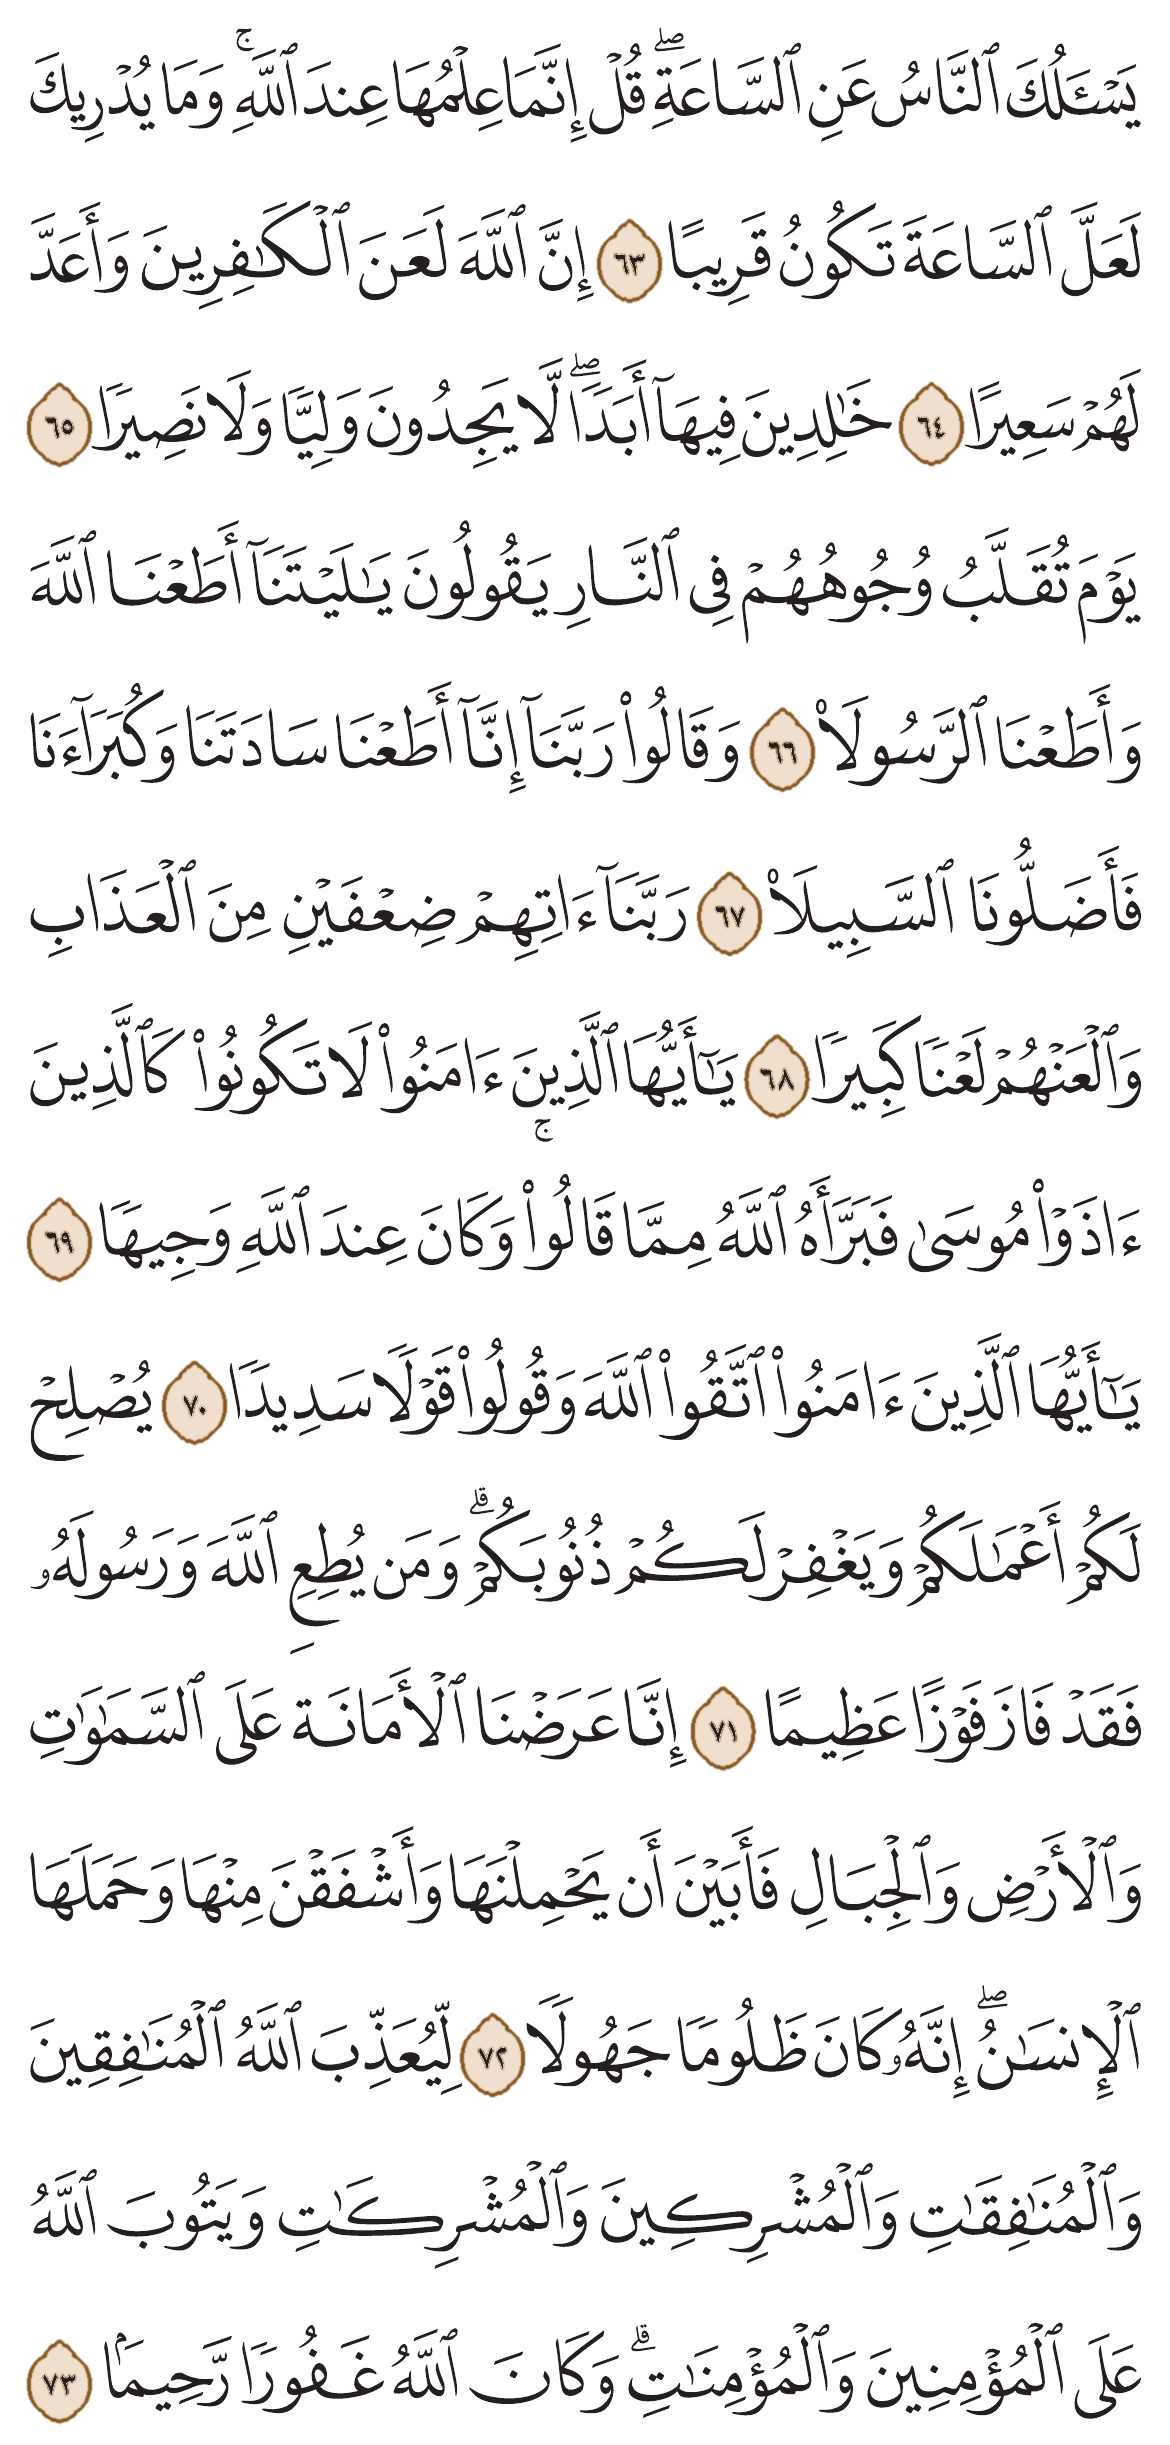 يَسْـَٔلُكَ ٱلنَّاسُ عَنِ ٱلسَّاعَةِ ۖ قُلْ إِنَّمَا عِلْمُهَا عِندَ ٱللَّهِ ۚ وَمَا يُدْرِيكَ
لَعَلَّ ٱلسَّاعَةَ تَكُونُ قَرِيبًا ٦٣ إِنَّ ٱللَّهَ لَعَنَ ٱلْكَـٰفِرِينَ وَأَعَدَّ
لَهُمْ سَعِيرًا ٦٤ خَـٰلِدِينَ فِيهَآ أَبَدًا ۖ لَّا يَجِدُونَ وَلِيًّا وَلَا نَصِيرًا ٦٥
يَوْمَ تُقَلَّبُ وُجُوهُهُمْ فِى ٱلنَّارِ يَقُولُونَ يَـٰلَيْتَنَآ أَطَعْنَا ٱللَّهَ
وَأَطَعْنَا ٱلرَّسُولَا۠ ٦٦ وَقَالُوا۟ رَبَّنَآ إِنَّآ أَطَعْنَا سَادَتَنَا وَكُبَرَآءَنَا
فَأَضَلُّونَا ٱلسَّبِيلَا۠ ٦٧ رَبَّنَآ ءَاتِهِمْ ضِعْفَيْنِ مِنَ ٱلْعَذَابِ
وَٱلْعَنْهُمْ لَعْنًا كَبِيرًا ٦٨ يَـٰٓأَيُّهَا ٱلَّذِينَ ءَامَنُوا۟ لَا تَكُونُوا۟ كَٱلَّذِينَ
ءَاذَوْا۟ مُوسَىٰ فَبَرَّأَهُ ٱللَّهُ مِمَّا قَالُوا۟ ۚ وَكَانَ عِندَ ٱللَّهِ وَجِيهًا ٦٩
يَـٰٓأَيُّهَا ٱلَّذِينَ ءَامَنُوا۟ ٱتَّقُوا۟ ٱللَّهَ وَقُولُوا۟ قَوْلًا سَدِيدًا ٧٠ يُصْلِحْ
لَكُمْ أَعْمَـٰلَكُمْ وَيَغْفِرْ لَكُمْ ذُنُوبَكُمْ ۗ وَمَن يُطِعِ ٱللَّهَ وَرَسُولَهُۥ
فَقَدْ فَازَ فَوْزًا عَظِيمًا ٧١ إِنَّا عَرَضْنَا ٱلْأَمَانَةَ عَلَى ٱلسَّمَـٰوَٰتِ
وَٱلْأَرْضِ وَٱلْجِبَالِ فَأَبَيْنَ أَن يَحْمِلْنَهَا وَأَشْفَقْنَ مِنْهَا وَحَمَلَهَا
ٱلْإِنسَـٰنُ ۖ إِنَّهُۥ كَانَ ظَلُومًا جَهُولًا ٧٢ لِّيُعَذِّبَ ٱللَّهُ ٱلْمُنَـٰفِقِينَ
وَٱلْمُنَـٰفِقَـٰتِ وَٱلْمُشْرِكِينَ وَٱلْمُشْرِكَـٰتِ وَيَتُوبَ ٱللَّهُ
عَلَى ٱلْمُؤْمِنِينَ وَٱلْمُؤْمِنَـٰتِ ۗ وَكَانَ ٱللَّهُ غَفُورًا رَّحِيمًۢا ٧٣